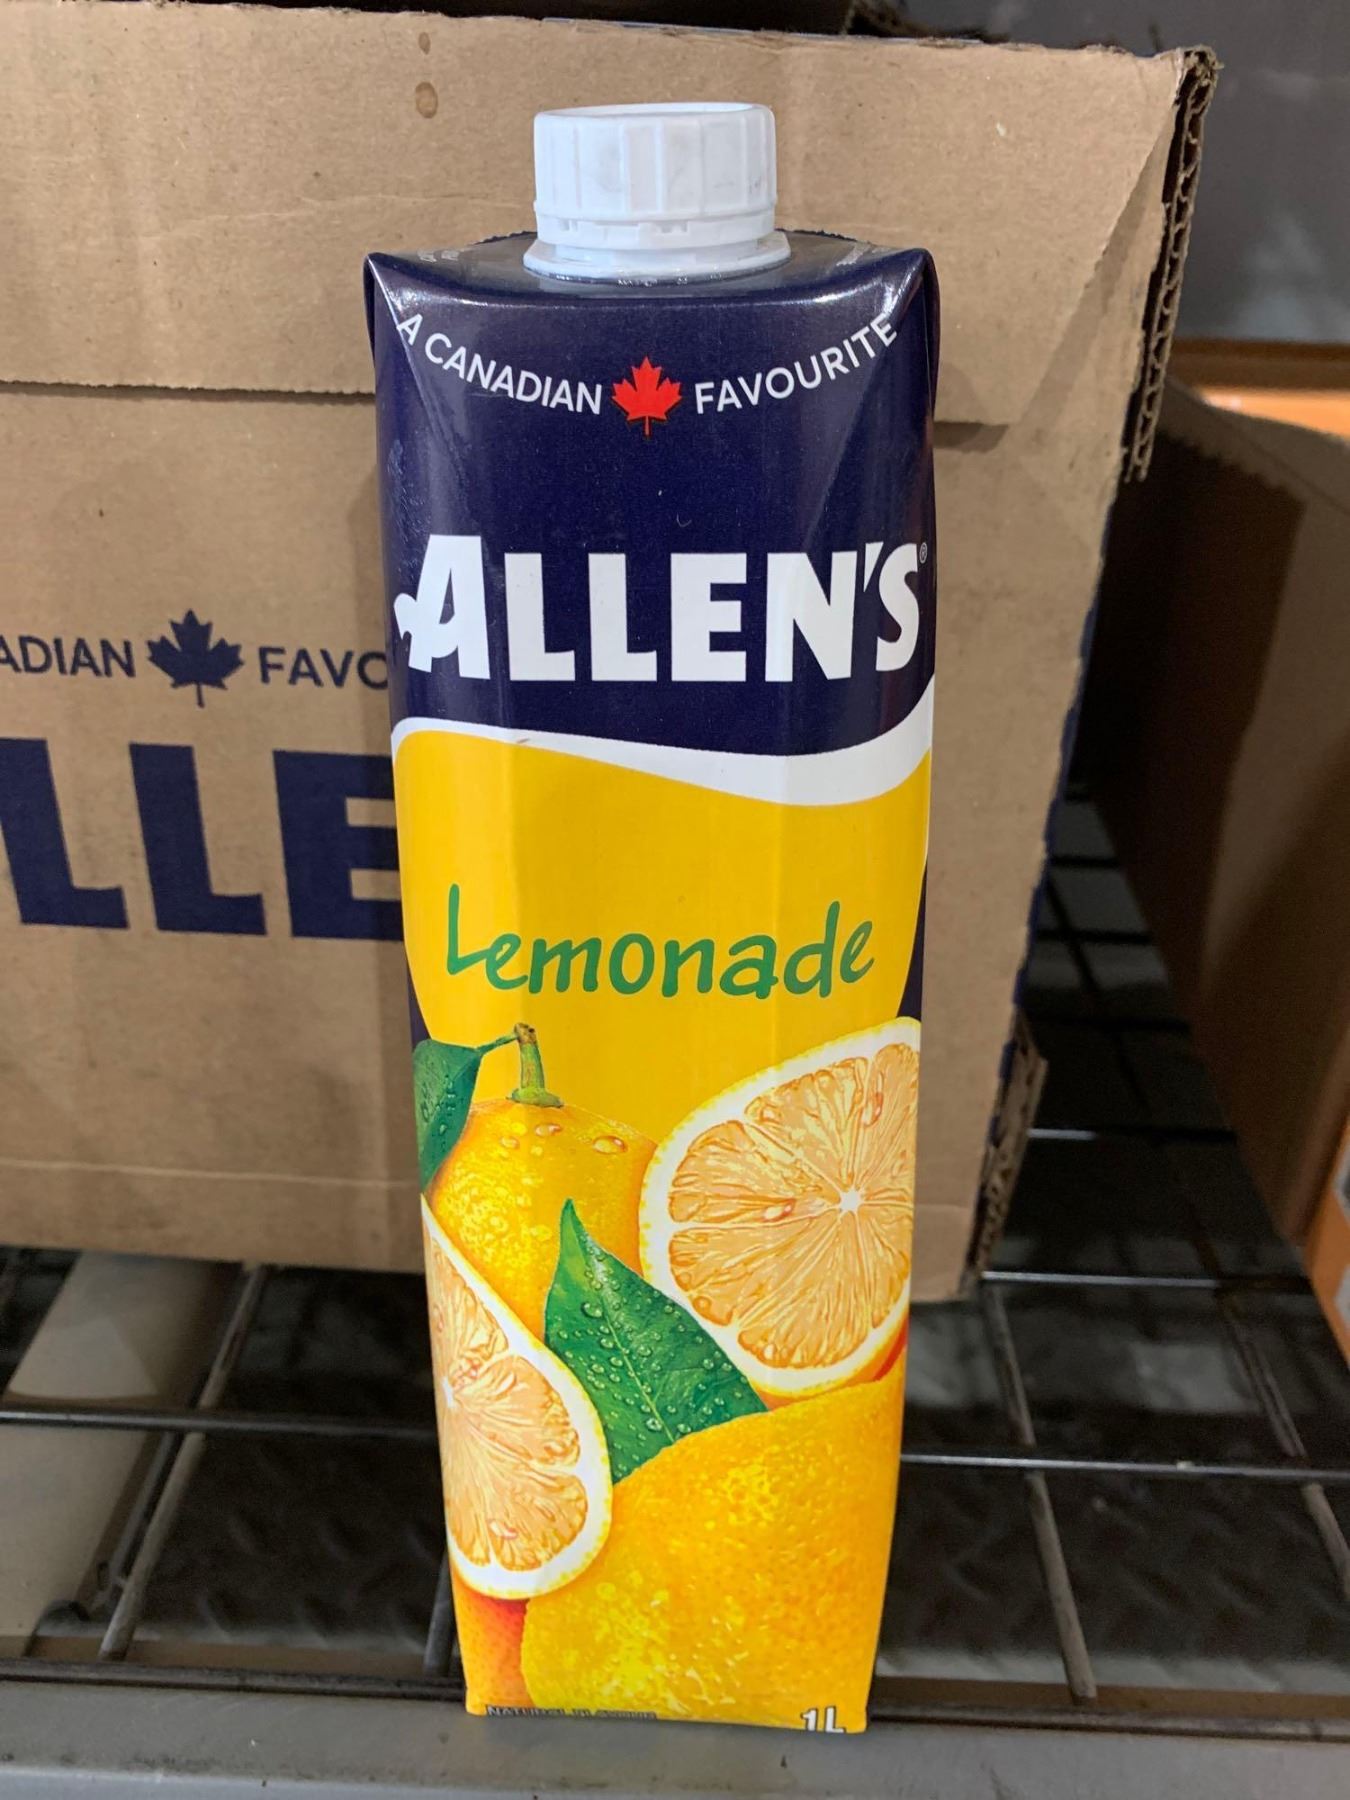 A CANADIAN FAVOURITE
ALLEN'S®
ADIAN FAVO
LLE
Lemonade
1L